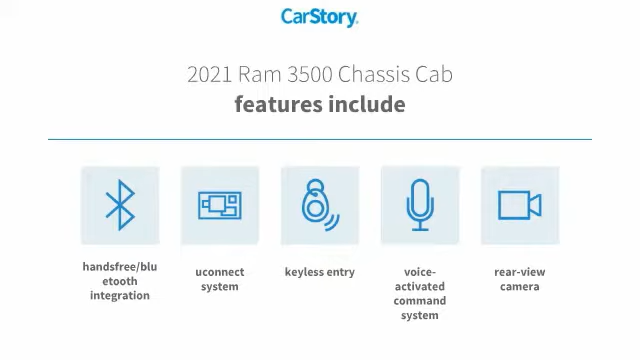 CarStory.
2021 Ram 3500 Chassis Cab
features include
handsfree/blu
etooth
integration
uconnect
system
keyless entry
voice-
activated
command
system
rear-view
camera